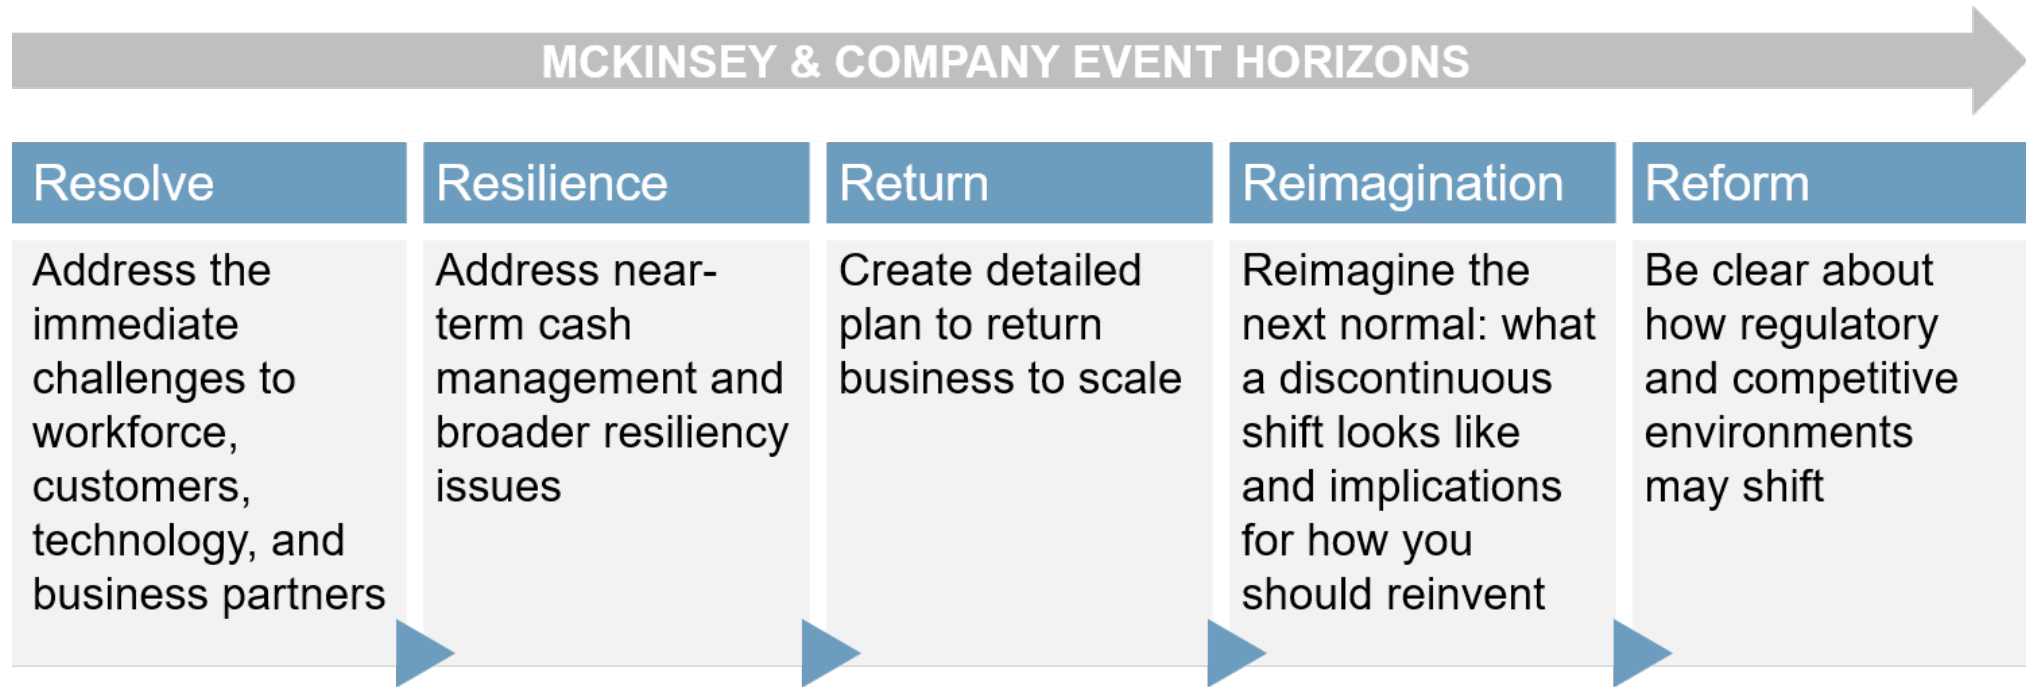 MCKINSEY & COMPANY EVENT HORIZONS
Resolve
Address the
immediate
challenges to
workforce,
customers,
technology, and
business partners
Resilience
Address near-
term cash
management and
broader resiliency
issues
Return
Create detailed
plan to return
business to scale
Reimagination
Reimagine the
next normal: what
a discontinuous
shift looks like
and implications
for how you
should reinvent
Reform
Be clear about
how regulatory
and competitive
environments
may shift